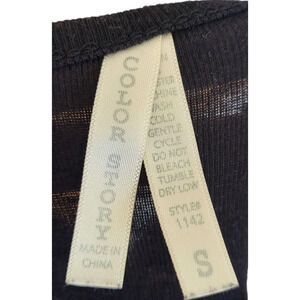 COLOR STORY
MADE IN
CHINA
COLD
GENTLE
CYCLE
DO NOT
BLEACH
TUMBLE
DRY LOW
STYLE#
1142
S